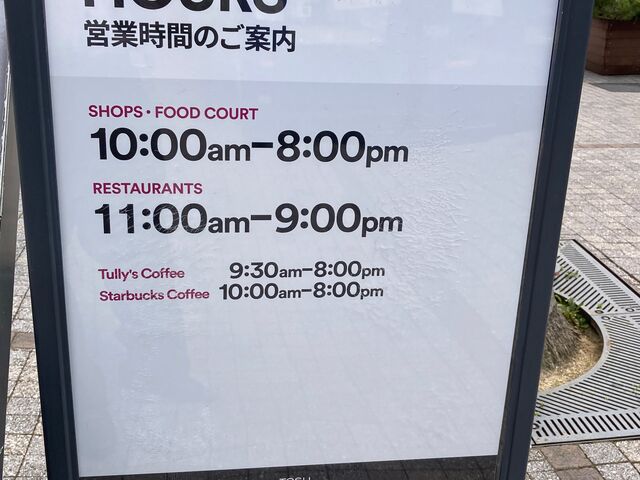 HOURS
営業時間のご案内
SHOPS・FOOD COURT
10:00am–8:00pm
RESTAURANTS
11:00am–9:00pm
Tully's Coffee 9:30am–8:00pm
Starbucks Coffee 10:00am–8:00pm